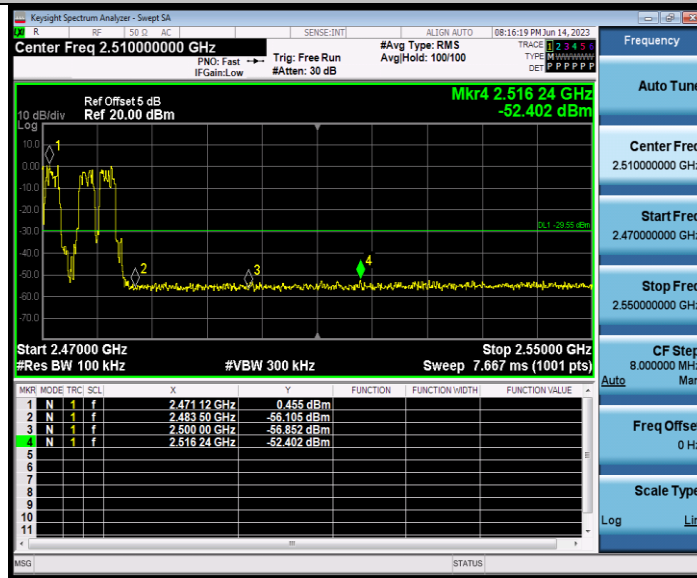 Keysight Spectrum Analyzer - Swept SA
LXI R RF 50 Ω AC SENSE:INT ALIGN AUTO 08:16:19 PM Jun 14, 2023
Center Freq 2.510000000 GHz
PNO: Fast
IFGain:Low
Trig: Free Run
#Atten: 30 dB
#Avg Type: RMS
Avg|Hold: 100/100
TRACE 1 2 3 4 5 6
TYPE M WWWWW
DET P P P P P P
Frequency
Mkr4 2.516 24 GHz
-52.402 dBm
Ref Offset 5 dB
10 dB/div Ref 20.00 dBm
Log
10.0
0.00
-10.0
-20.0
-30.0
-40.0
-50.0
-60.0
-70.0
1
2
3
4
DL1 -29.55 dBm
Start 2.47000 GHz Stop 2.55000 GHz
#Res BW 100 kHz #VBW 300 kHz Sweep 7.667 ms (1001 pts)
MKR MODE TRC SCL X Y FUNCTION FUNCTION WIDTH FUNCTION VALUE
1 N 1 f 2.471 12 GHz 0.455 dBm
2 N 1 f 2.483 50 GHz -56.105 dBm
3 N 1 f 2.500 00 GHz -56.852 dBm
4 N 1 f 2.516 24 GHz -52.402 dBm
5
6
7
8
9
10
11
MSG STATUS
Auto Tune
Center Freq
2.510000000 GHz
Start Freq
2.470000000 GHz
Stop Freq
2.550000000 GHz
CF Step
8.000000 MHz
Auto Man
Freq Offset
0 Hz
Scale Type
Log Lin